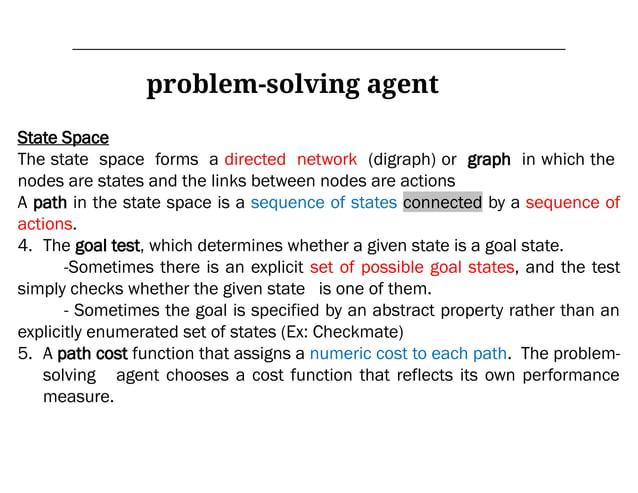 problem-solving agent
State Space
The state space forms a directed network (digraph) or graph in which the
nodes are states and the links between nodes are actions
A path in the state space is a sequence of states connected by a sequence of
actions.
4. The goal test, which determines whether a given state is a goal state.
-Sometimes there is an explicit set of possible goal states, and the test
simply checks whether the given state is one of them.
- Sometimes the goal is specified by an abstract property rather than an
explicitly enumerated set of states (Ex: Checkmate)
5. A path cost function that assigns a numeric cost to each path. The problem-
solving agent chooses a cost function that reflects its own performance
measure.